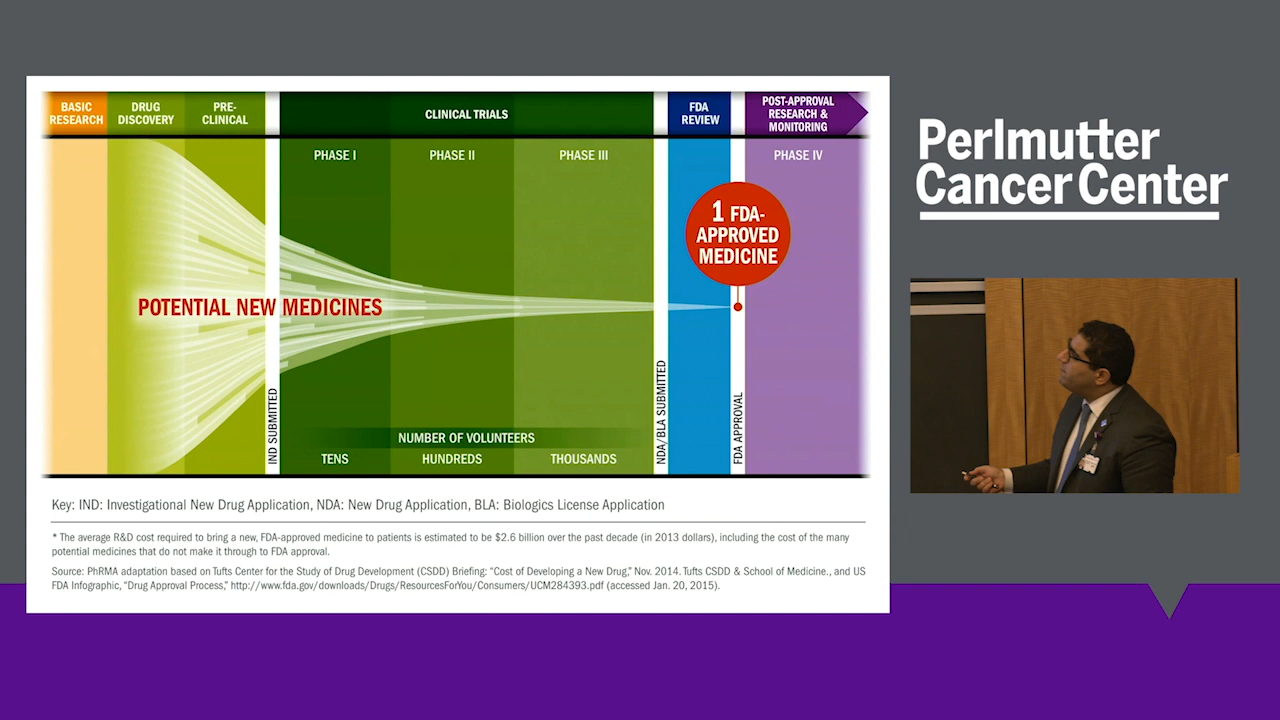 BASIC
RESEARCH
DRUG
DISCOVERY
PRE-
CLINICAL
CLINICAL TRIALS
FDA
REVIEW
POST-APPROVAL
RESEARCH &
MONITORING
PHASE I
PHASE II
PHASE III
PHASE IV
1 FDA-
APPROVED
MEDICINE
POTENTIAL NEW MEDICINES
IND SUBMITTED
NDA/BLA SUBMITTED
FDA APPROVAL
NUMBER OF VOLUNTEERS
TENS
HUNDREDS
THOUSANDS
Key: IND: Investigational New Drug Application, NDA: New Drug Application, BLA: Biologics License Application
* The average R&D cost required to bring a new, FDA-approved medicine to patients is estimated to be $2.6 billion over the past decade (in 2013 dollars), including the cost of the many
potential medicines that do not make it through to FDA approval.
Source: PhRMA adaptation based on Tufts Center for the Study of Drug Development (CSDD) Briefing: “Cost of Developing a New Drug,” Nov. 2014. Tufts CSDD & School of Medicine., and US
FDA Infographic, “Drug Approval Process,” http://www.fda.gov/downloads/Drugs/ResourcesForYou/Consumers/UCM284393.pdf (accessed Jan. 20, 2015).
Perlmutter
Cancer Center